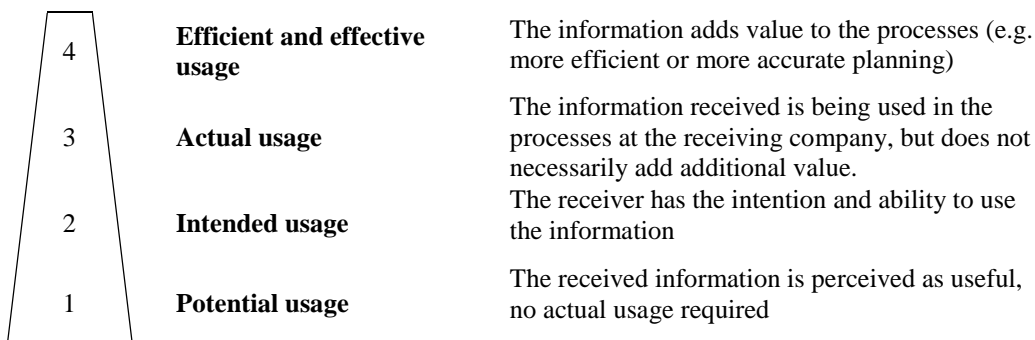 4
Efficient and effective
usage
The information adds value to the processes (e.g.
more efficient or more accurate planning)
3
Actual usage
The information received is being used in the
processes at the receiving company, but does not
necessarily add additional value.
2
Intended usage
The receiver has the intention and ability to use
the information
1
Potential usage
The received information is perceived as useful,
no actual usage required